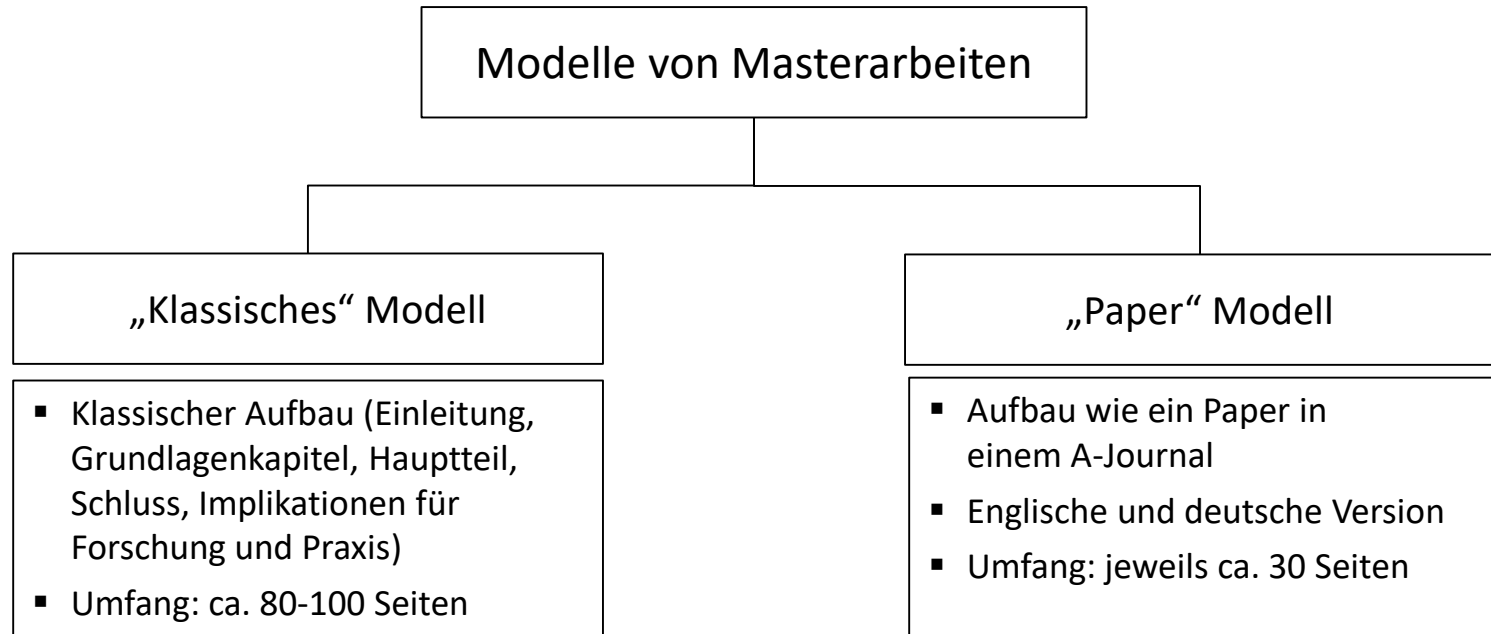 Modelle von Masterarbeiten
„Klassisches“ Modell
▪ Klassischer Aufbau (Einleitung,
Grundlagenkapitel, Hauptteil,
Schluss, Implikationen für
Forschung und Praxis)
▪ Umfang: ca. 80-100 Seiten
„Paper“ Modell
▪ Aufbau wie ein Paper in
einem A-Journal
▪ Englische und deutsche Version
▪ Umfang: jeweils ca. 30 Seiten